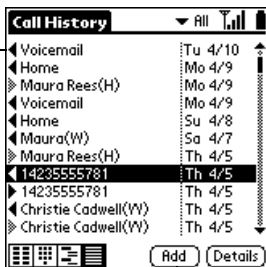 Call History All
Voicemail Tu 4/10
Home Mo 4/9
Maura Rees(H) Mo 4/9
Voicemail Mo 4/9
Home Su 4/8
Maura(W) Sa 4/7
Maura Rees(H) Th 4/5
14235555781 Th 4/5
14235555781 Th 4/5
Christie Cadwell(W) Th 4/5
Christie Cadwell(W) Th 4/5
Add Details